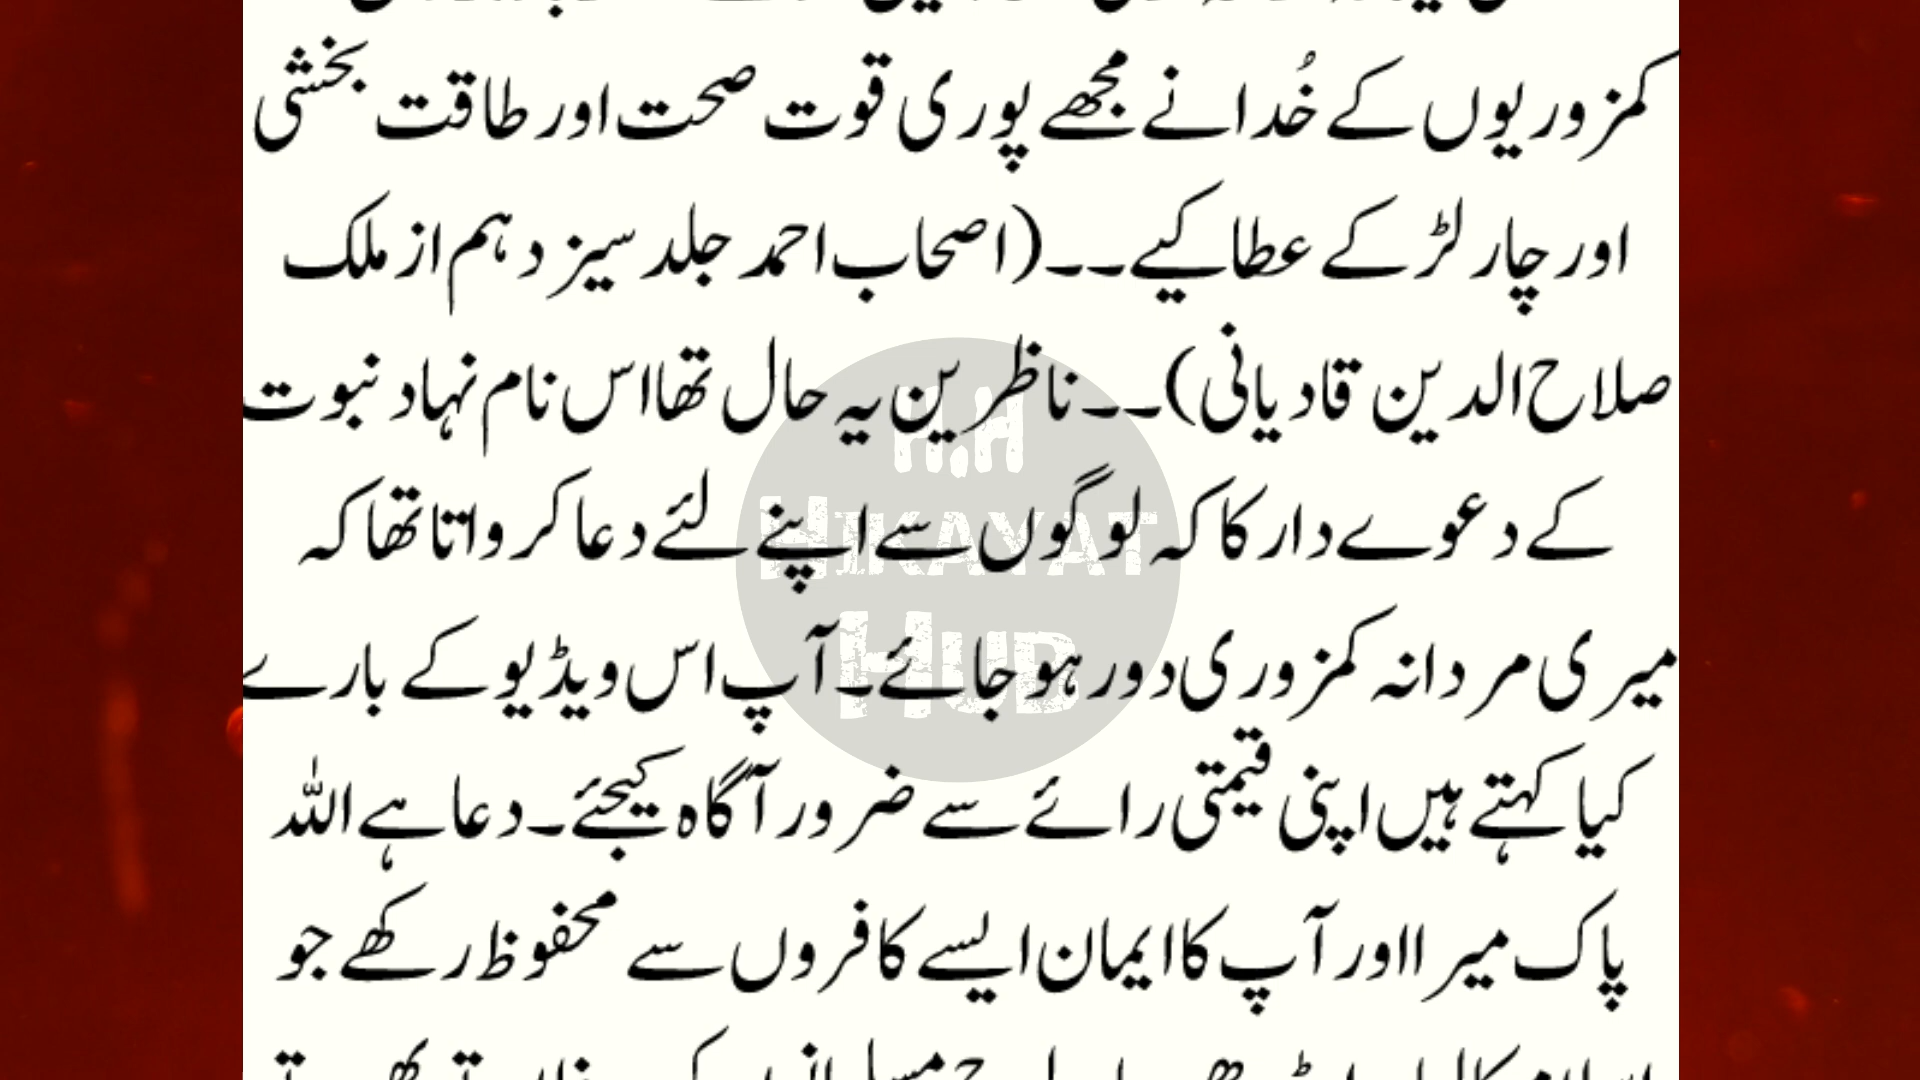 کمزوریوں کے خُدا نے مجھے پوری قوت صحت اور طاقت بخشی
اور چار لڑکے عطا کیے۔۔(اصحاب احمد جلد سیز دہم از ملک
صلاح الدین قادیانی)۔۔ناظرین یہ حال تھا اس نام نہاد نبوت
کے دعوے دار کا کہ لوگوں سے اپنے لئے دعا کرواتا تھا کہ
میری مردانہ کمزوری دور ہو جائے۔ آپ اس ویڈیو کے بارے
کیا کہتے ہیں اپنی قیمتی رائے سے ضرور آگاہ کیجئے۔ دعا ہے اللہ
پاک میرا اور آپ کا ایمان ایسے کافروں سے محفوظ رکھے جو
H.H
HIKAYAT
HUB